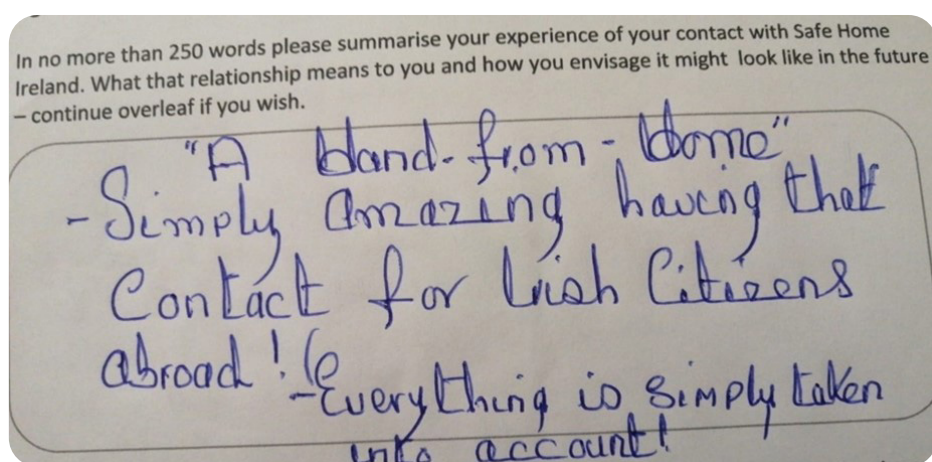 In no more than 250 words please summarise your experience of your contact with Safe Home
Ireland. What that relationship means to you and how you envisage it might look like in the future
– continue overleaf if you wish.
"A Hand-from-Home"
- Simply amazing having that
Contact for Irish Citizens
abroad!
- Everything is simply taken
into account!